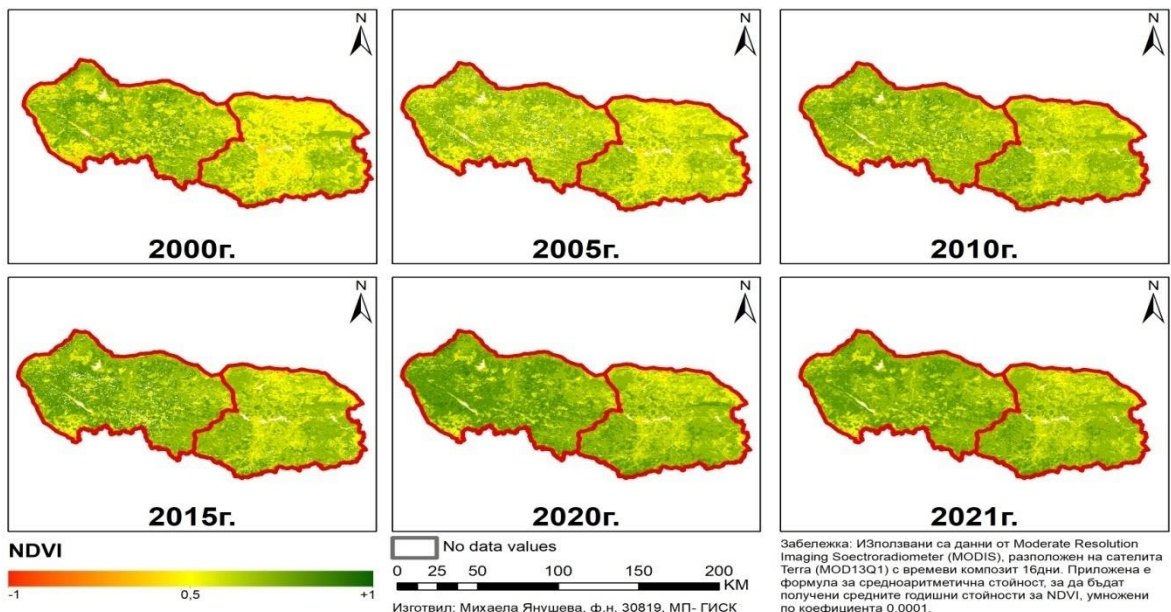 N
N
N
2000г.
2005г.
2010г.
N
N
N
2015г.
2020г.
2021г.
NDVI
-1
0,5
+1
No data values
0 25 50 100 150 200
KM
Изготвил: Михаела Янушева, ф.н. 30819, МП- ГИСК
Забележка: ИЗползвани са данни от Moderate Resolution
Imaging Soectroradiometer (MODIS), разположен на сателита
Terra (MOD13Q1) с времеви композит 16дни. Приложена е
формула за средноаритметична стойност, за да бъдат
получени средните годишни стойности за NDVI, умножени
по коефициента 0.0001.